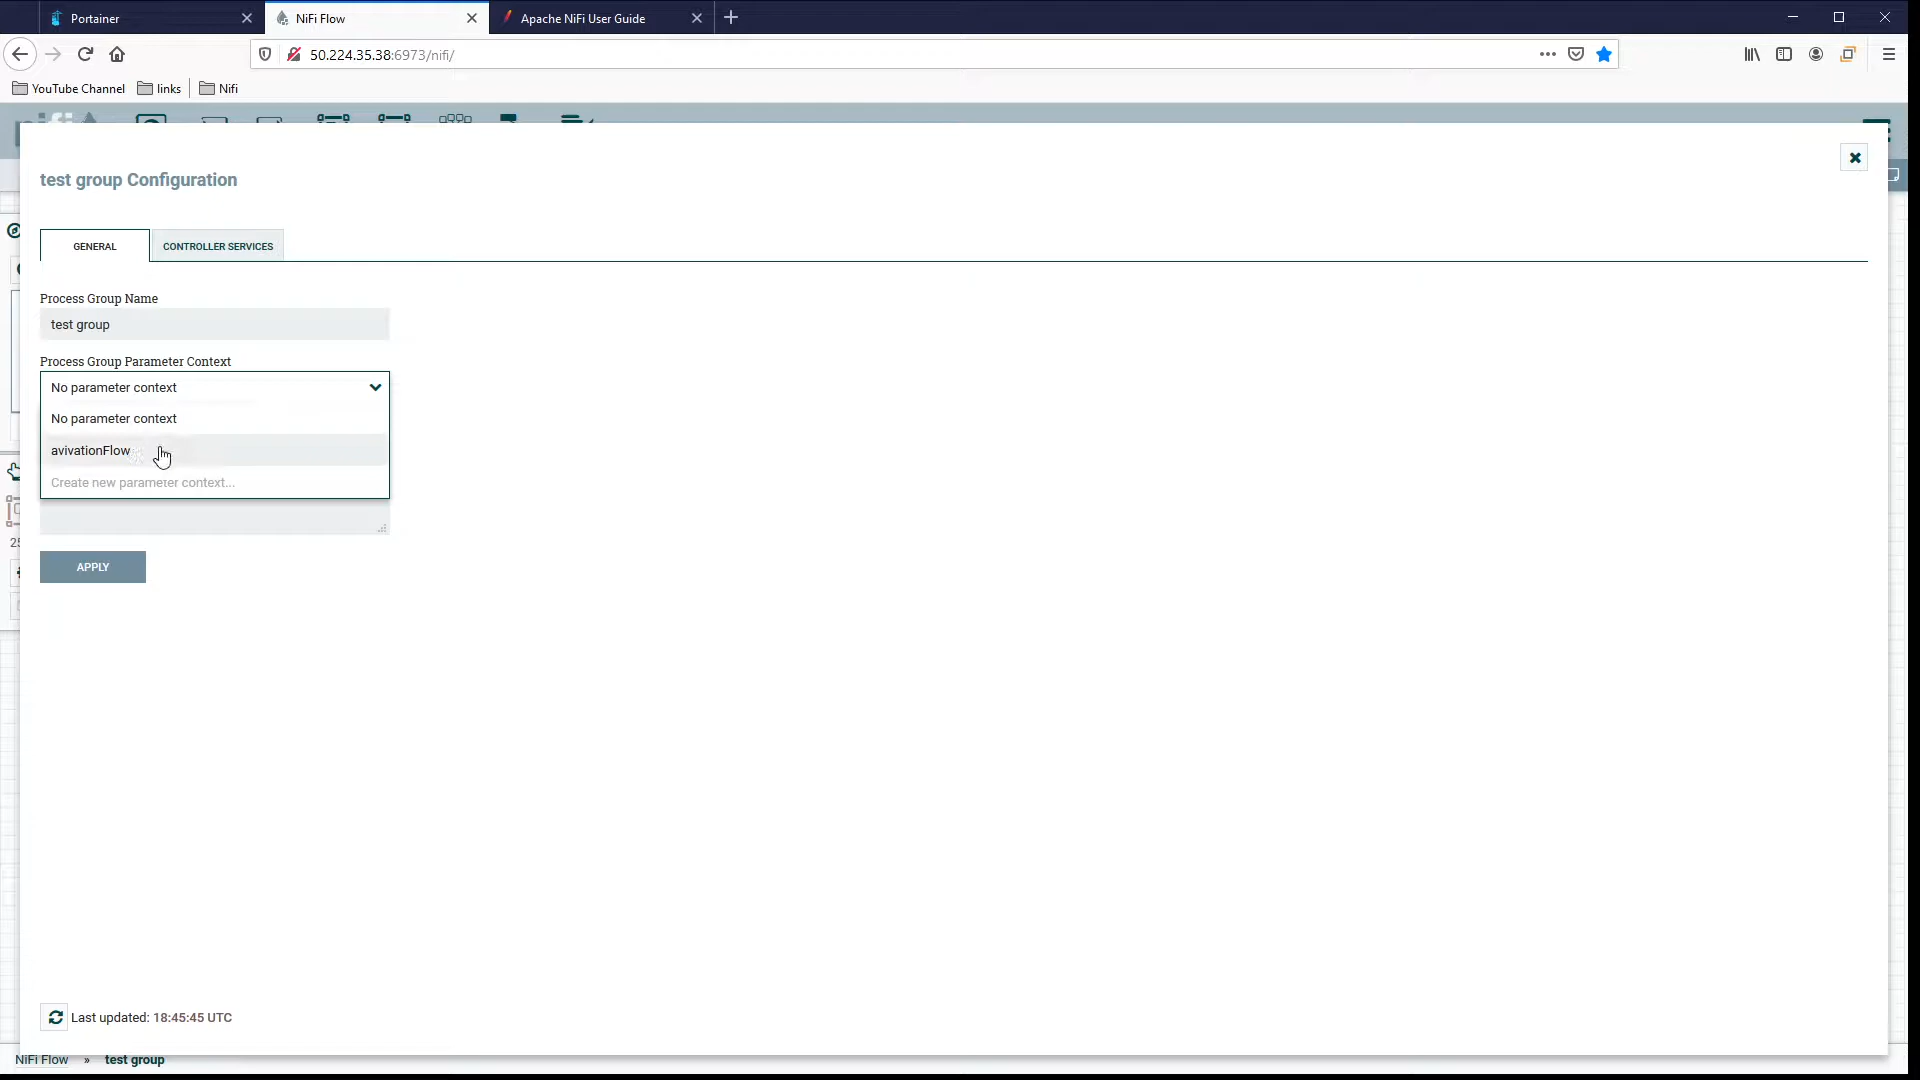 Portainer
NiFi Flow
Apache NiFi User Guide
50.224.35.38:6973/nifi/
YouTube Channel
links
Nifi
test group Configuration
GENERAL
CONTROLLER SERVICES
Process Group Name
test group
Process Group Parameter Context
No parameter context
No parameter context
avivationFlow
Create new parameter context...
APPLY
Last updated: 18:45:45 UTC
NiFi Flow » test group